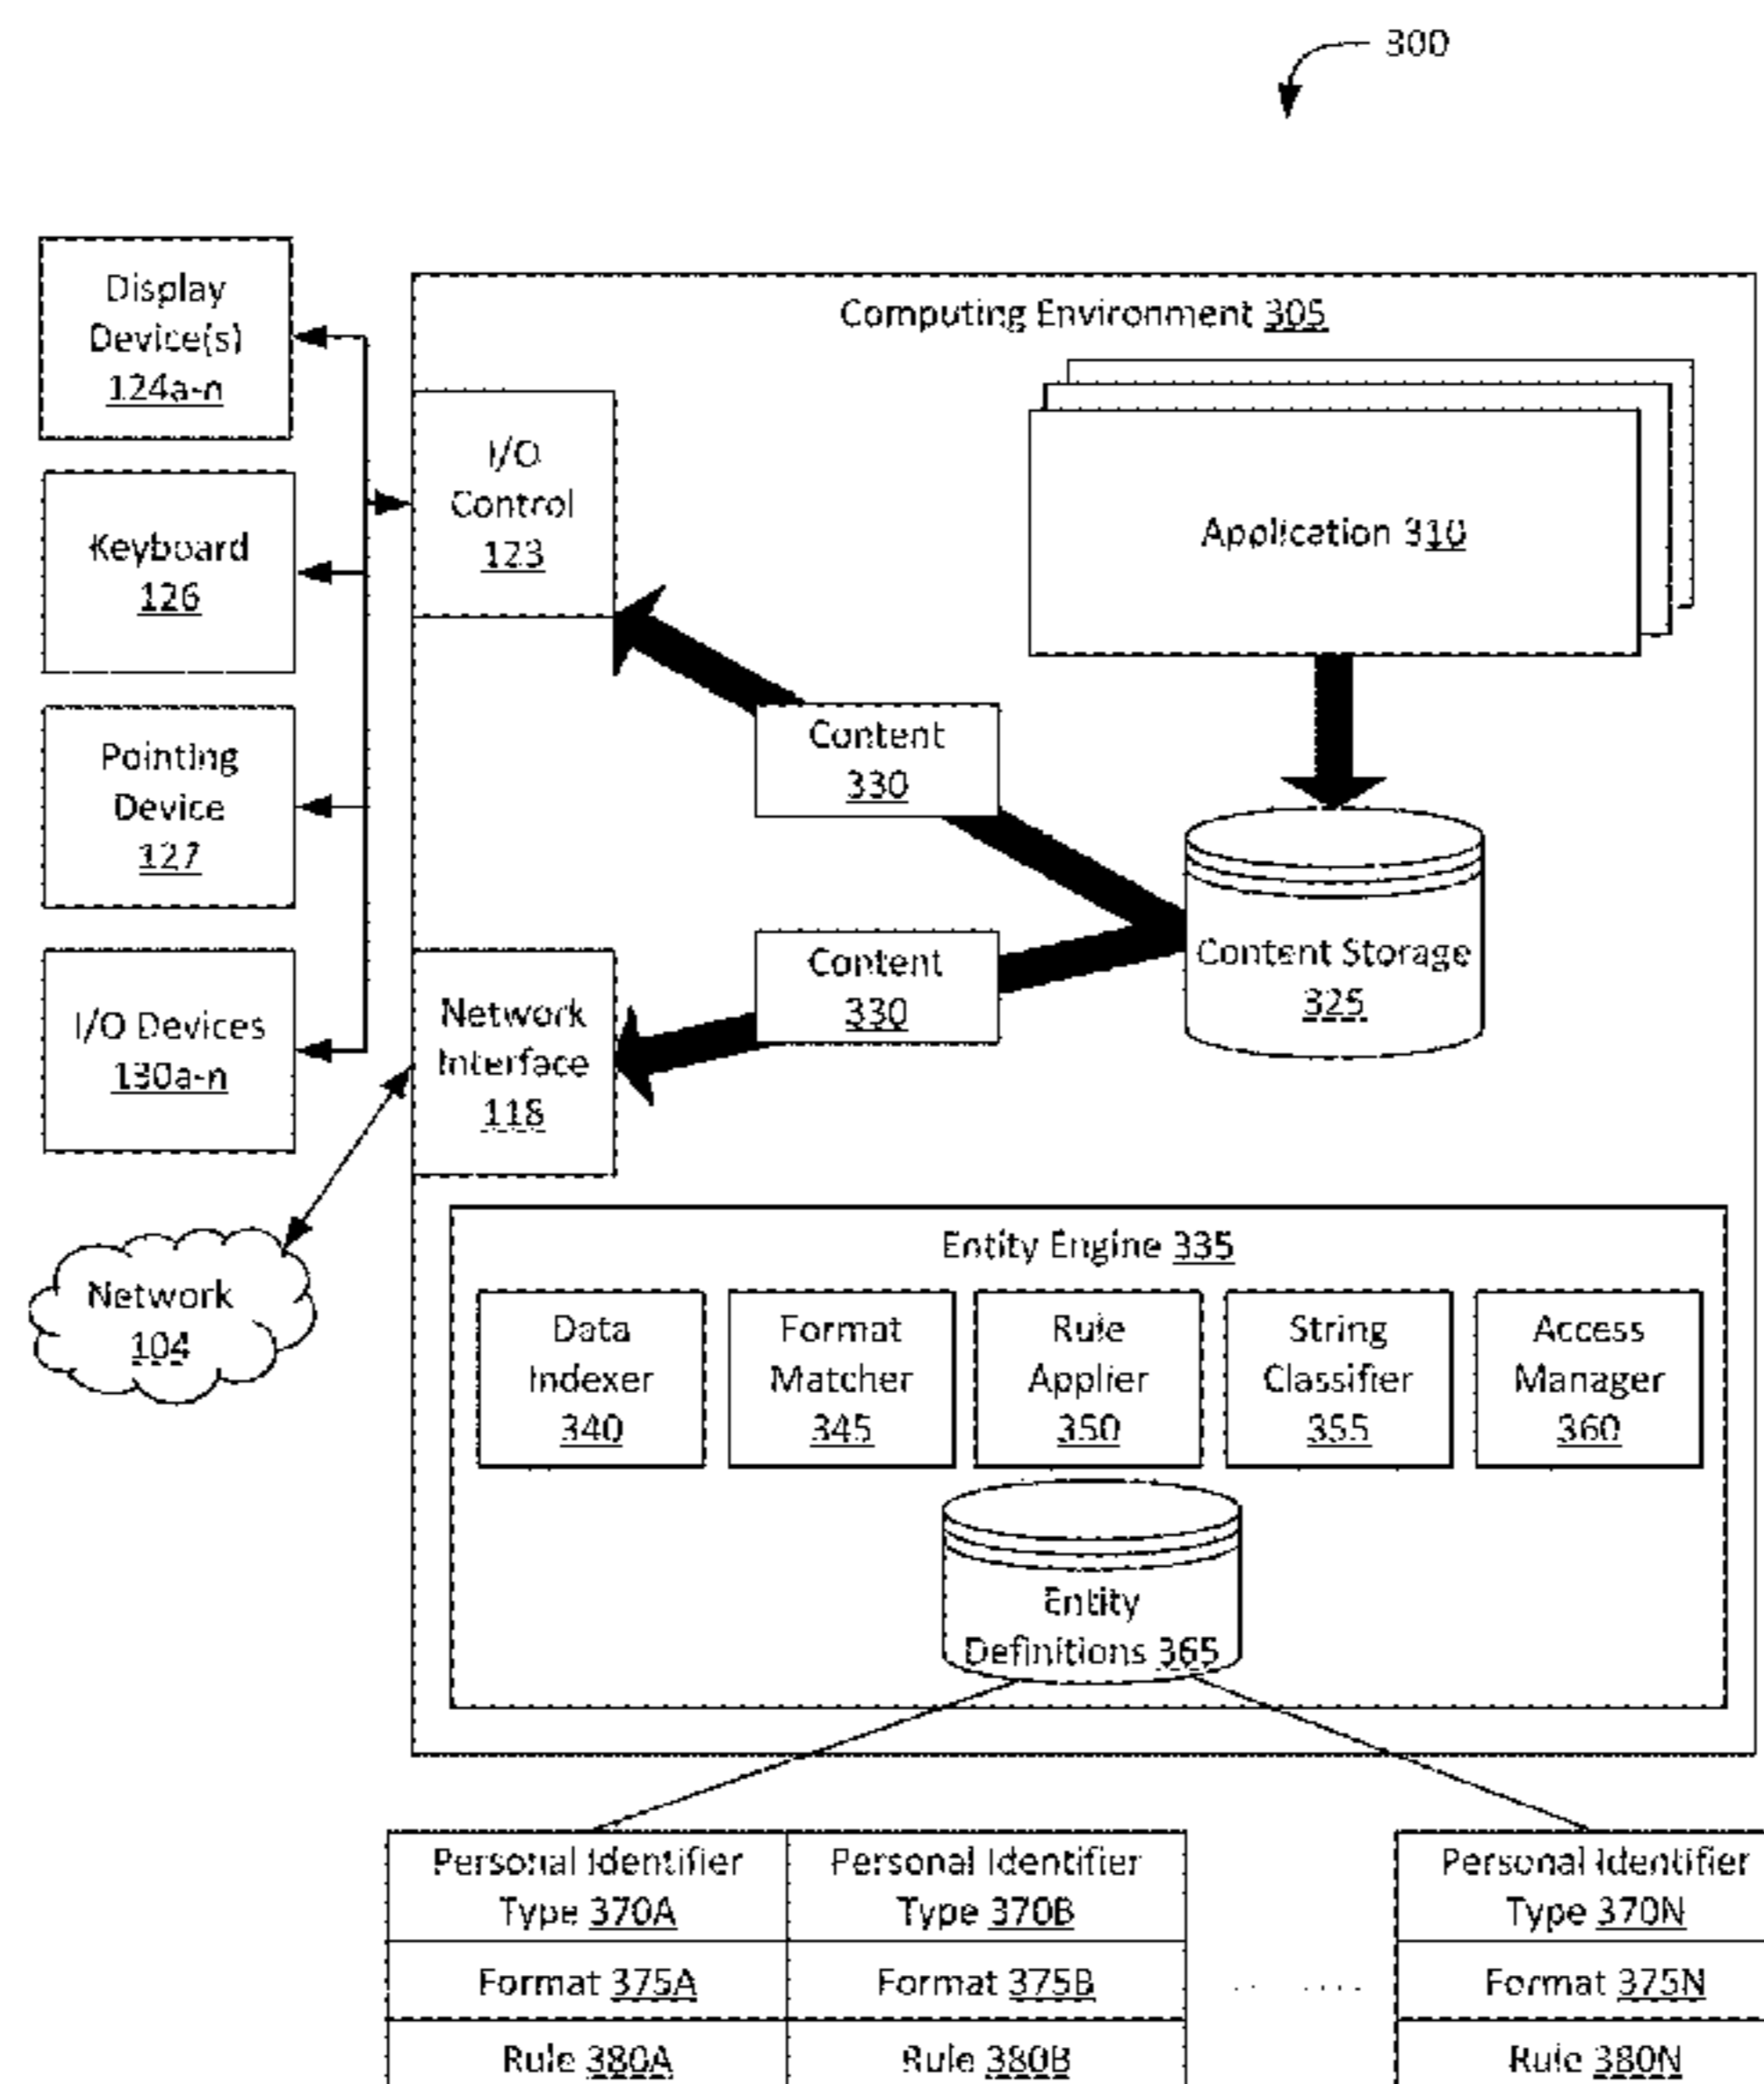 300
Display
Device(s)
124a-n
Keyboard
126
Pointing
Device
127
I/O Devices
130a-n
Network
104
Computing Environment 305
I/O
Control
123
Application 310
Content
330
Content
330
Content Storage
325
Network
Interface
118
Entity Engine 335
Data
Indexer
340
Format
Matcher
345
Rule
Applier
350
String
Classifier
355
Access
Manager
360
Entity
Definitions 365
Personal Identifier
Type 370A
Personal Identifier
Type 370B
Personal Identifier
Type 370N
Format 375A
Format 375B
. . . . . .
Format 375N
Rule 380A
Rule 380B
Rule 380N